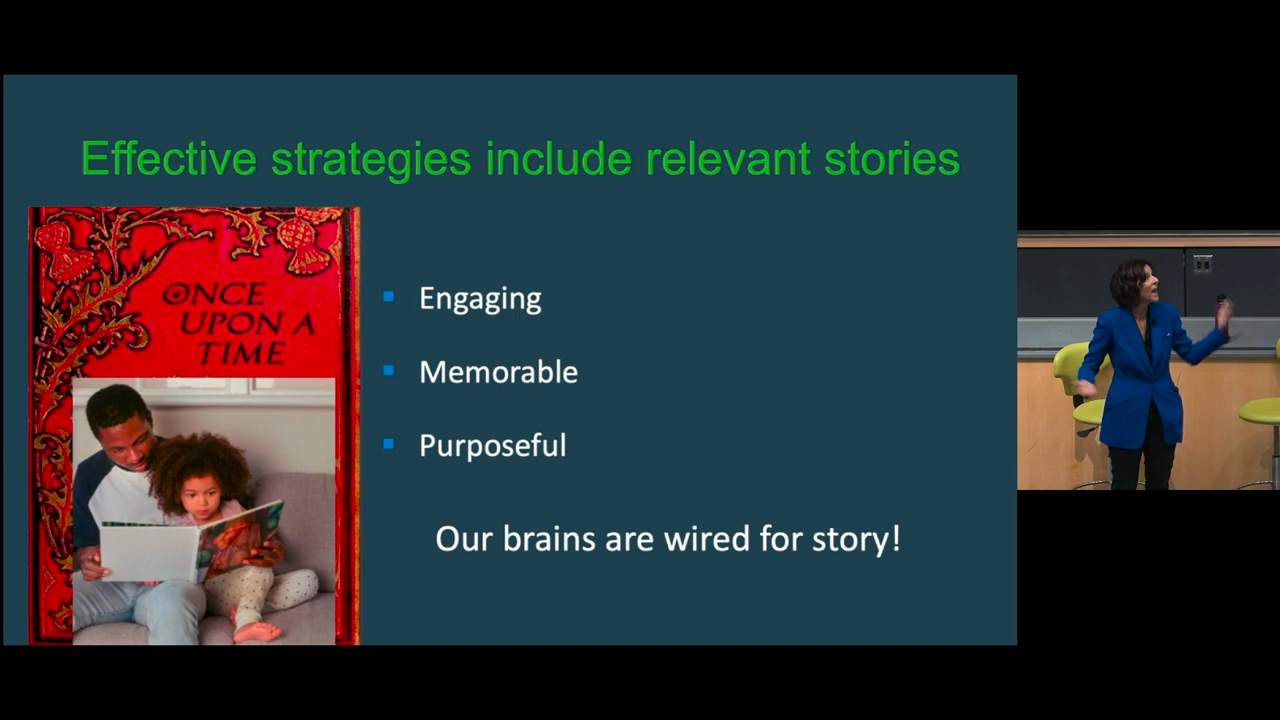 Effective strategies include relevant stories
ONCE
UPON A
TIME
Engaging
Memorable
Purposeful
Our brains are wired for story!